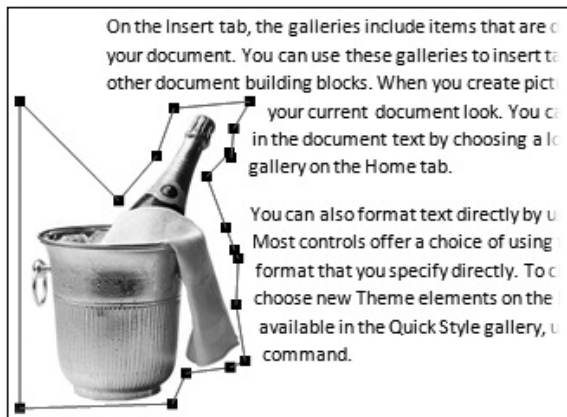 On the Insert tab, the galleries include items that are
your document. You can use these galleries to insert
other document building blocks. When you create
your current document look. You
in the document text by choosing a
gallery on the Home tab.
You can also format text directly by
Most controls offer a choice of using
format that you specify directly. To
choose new Theme elements on the
available in the Quick Style gallery,
command.